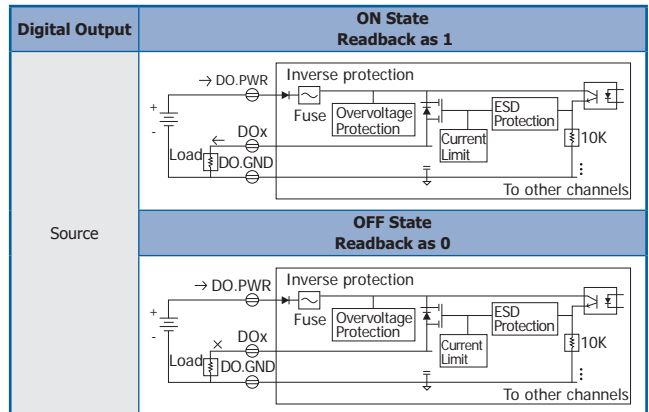 Digital Output
ON State
Readback as 1
Source
→ DO.PWR
Inverse protection
Fuse
Overvoltage
Protection
ESD
Protection
Current
Limit
10K
+
-
← DOx
Load
DO.GND
To other channels
OFF State
Readback as 0
→ DO.PWR
Inverse protection
Fuse
Overvoltage
Protection
ESD
Protection
Current
Limit
10K
+
-
× DOx
Load
DO.GND
To other channels